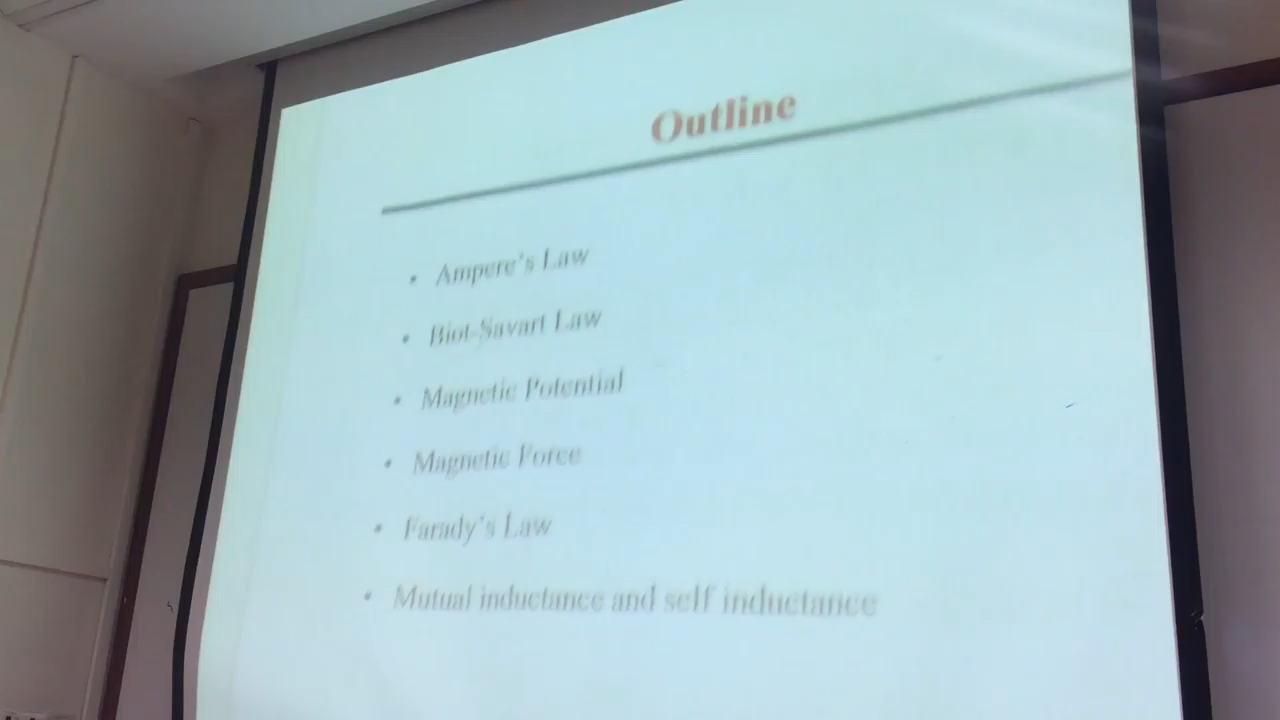 Outline
• Ampere's Law
• Biot-Savart Law
• Magnetic Potential
• Magnetic Force
• Farady's Law
• Mutual inductance and self inductance